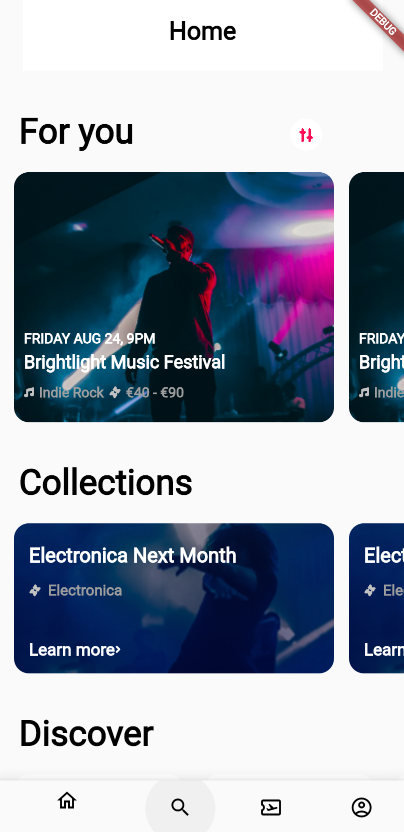 Home
DEBUG
For you
FRIDAY AUG 24, 9PM
Brightlight Music Festival
Indie Rock €40 - €90
FRIDAY
Bright
Indie
Collections
Electronica Next Month
Electronica
Learn more›
Elect
Ele
Learn
Discover